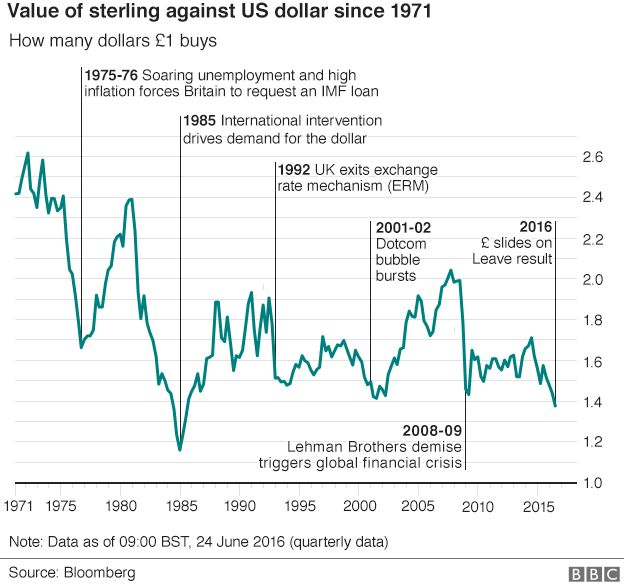 Value of sterling against US dollar since 1971
How many dollars £1 buys
1975-76 Soaring unemployment and high
inflation forces Britain to request an IMF loan
1985 International intervention
drives demand for the dollar
1992 UK exits exchange
rate mechanism (ERM)
2001-02
Dotcom
bubble
bursts
2016
£ slides on
Leave result
2008-09
Lehman Brothers demise
triggers global financial crisis
2.6
2.4
2.2
2.0
1.8
1.6
1.4
1.2
1.0
1971 1975 1980 1985 1990 1995 2000 2005 2010 2015
Note: Data as of 09:00 BST, 24 June 2016 (quarterly data)
Source: Bloomberg
BBC